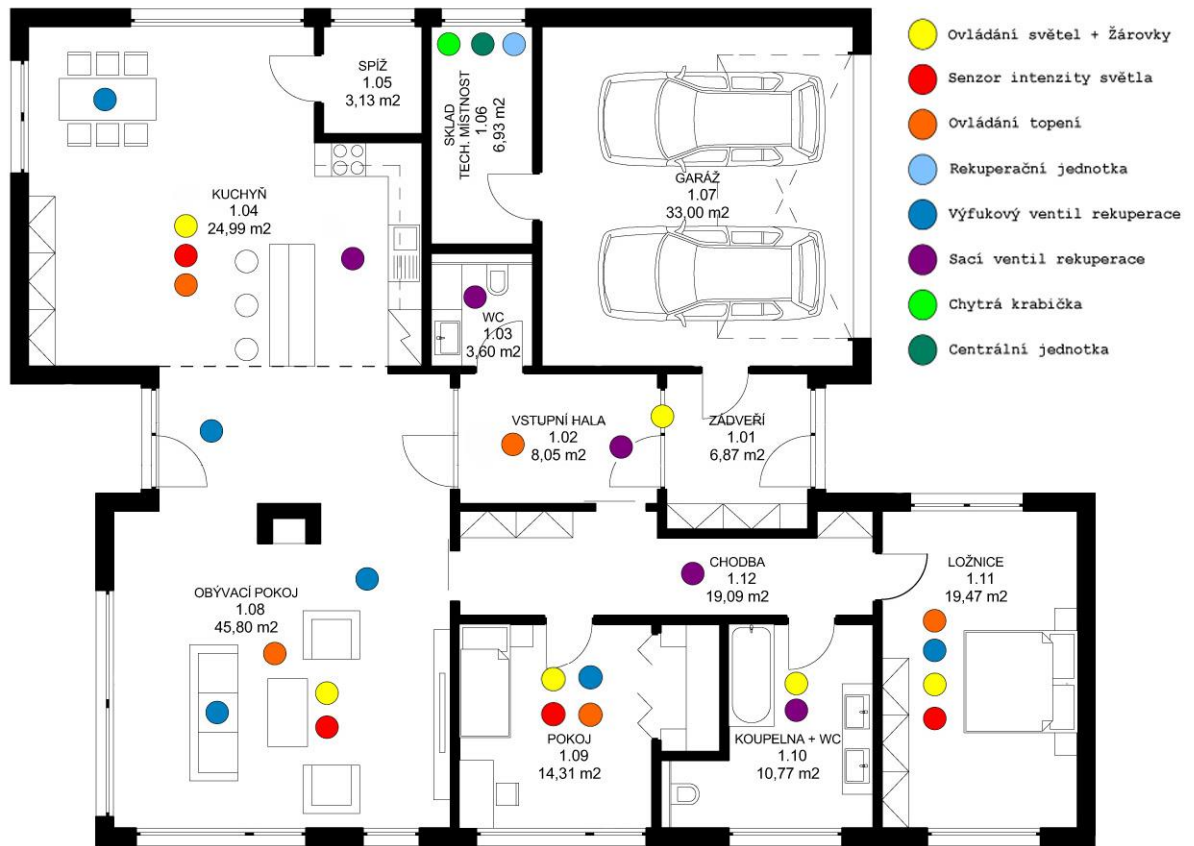 SPÍŽ
1.05
3,13 m2
SKLAD
TECH. MÍSTNOST
1.06
6,93 m2
GARÁŽ
1.07
33,00 m2
KUCHYŇ
1.04
24,99 m2
WC
1.03
3,60 m2
VSTUPNÍ HALA
1.02
8,05 m2
ZÁDVEŘÍ
1.01
6,87 m2
OBÝVACÍ POKOJ
1.08
45,80 m2
CHODBA
1.12
19,09 m2
LOŽNICE
1.11
19,47 m2
POKOJ
1.09
14,31 m2
KOUPELNA + WC
1.10
10,77 m2
Ovládání světel + Žárovky
Senzor intenzity světla
Ovládání topení
Rekuperační jednotka
Výfukový ventil rekuperace
Sací ventil rekuperace
Chytrá krabička
Centrální jednotka